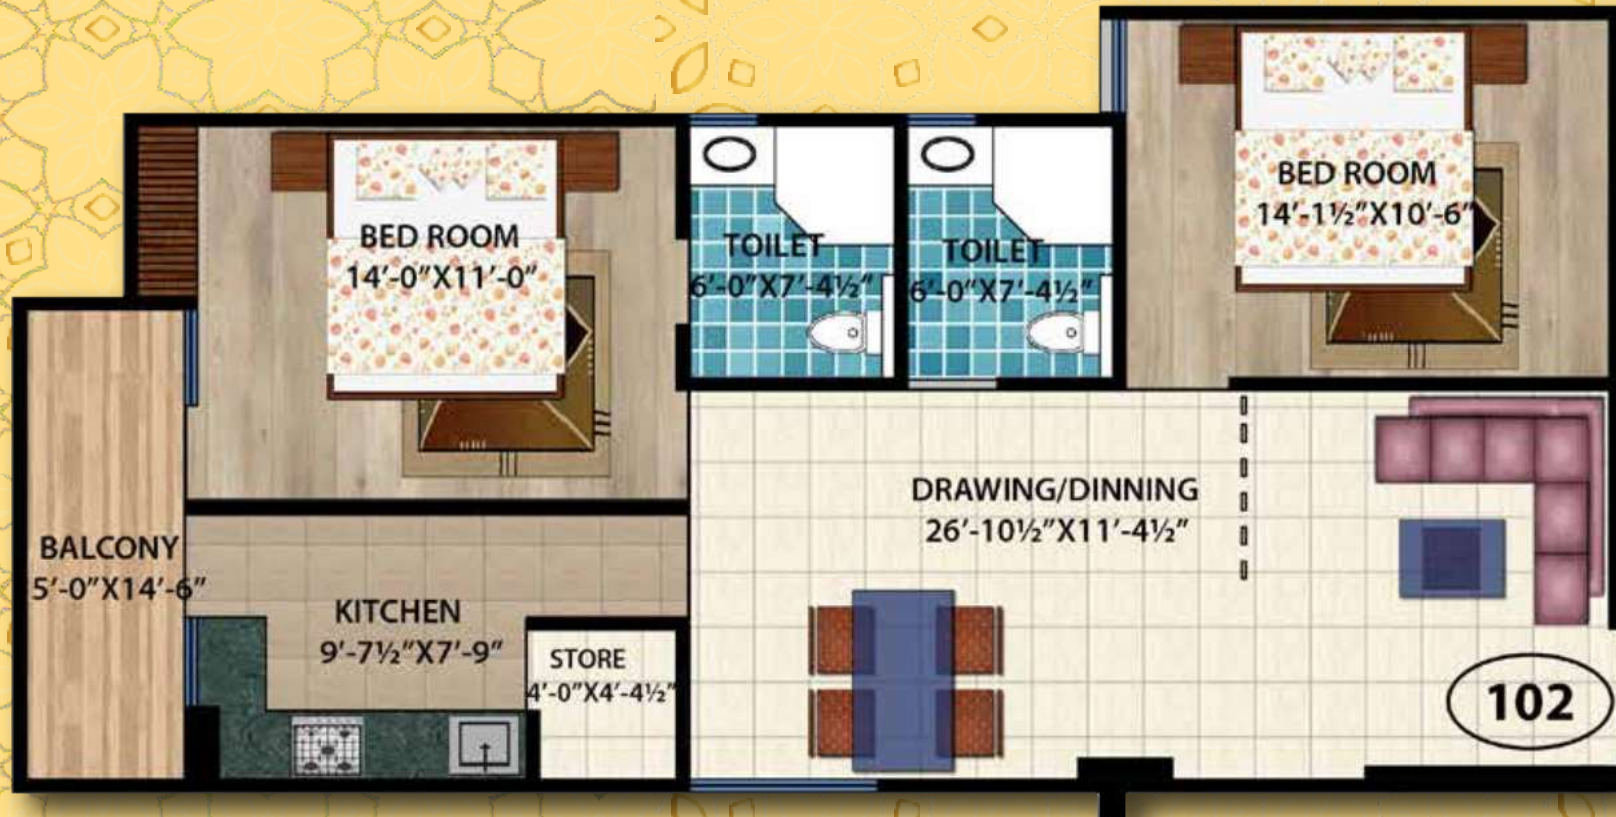 BED ROOM
14'-1½"X10'-6"
BED ROOM
14'-0"X11'-0"
TOILET
6'-0"X7'-4½"
TOILET
6'-0"X7'-4½"
DRAWING/DINNING
26'-10½"X11'-4½"
BALCONY
5'-0"X14'-6"
KITCHEN
9'-7½"X7'-9"
STORE
4'-0"X4'-4½"
102